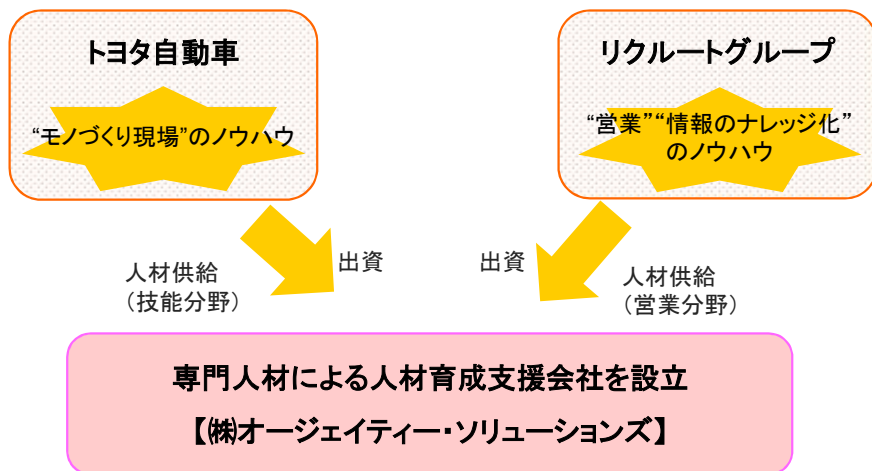 トヨタ自動車
“モノづくり現場”のノウハウ
リクルートグループ
“営業”“情報のナレッジ化”
のノウハウ
人材供給
（技能分野）
出資
出資
人材供給
（営業分野）
専門人材による人材育成支援会社を設立
【㈱オージェイティー・ソリューションズ】